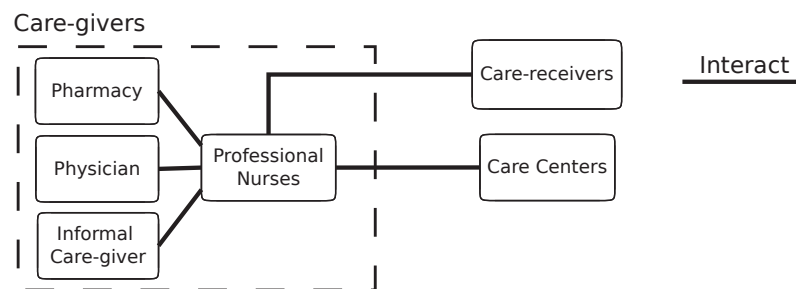 Care-givers
Pharmacy
Physician
Informal
Care-giver
Professional
Nurses
Care-receivers
Care Centers
Interact